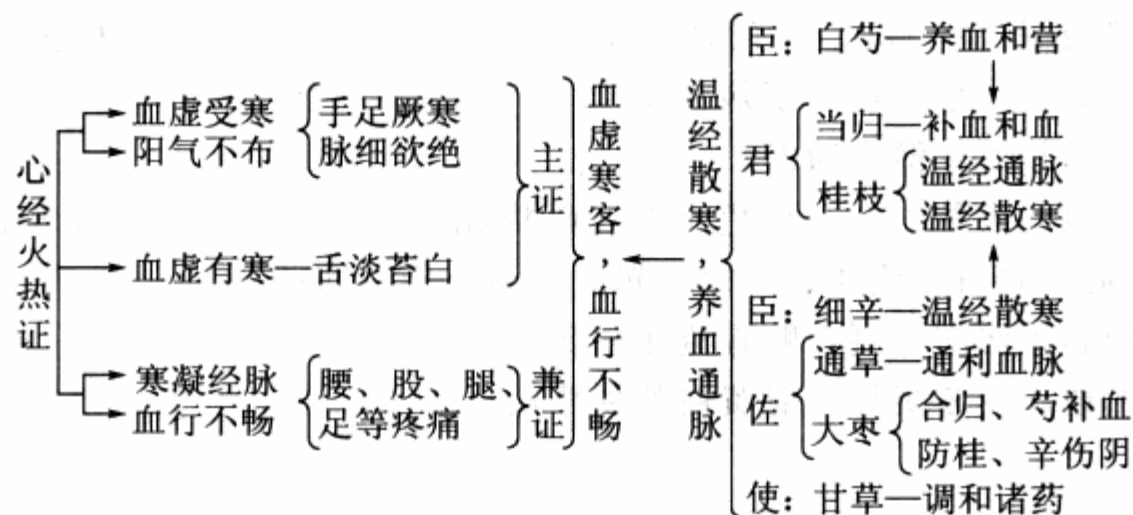 心经火热证
血虚受寒
阳气不布
手足厥寒
脉细欲绝
血虚有寒—舌淡苔白
寒凝经脉
血行不畅
腰、股、腿、
足等疼痛
主证
兼证
血虚寒客，血行不畅
温经散寒，养血通脉
臣：白芍—养血和营
君
当归—补血和血
桂枝
温经通脉
温经散寒
臣：细辛—温经散寒
佐
通草—通利血脉
大枣
合归、芍补血
防桂、辛伤阴
使：甘草—调和诸药